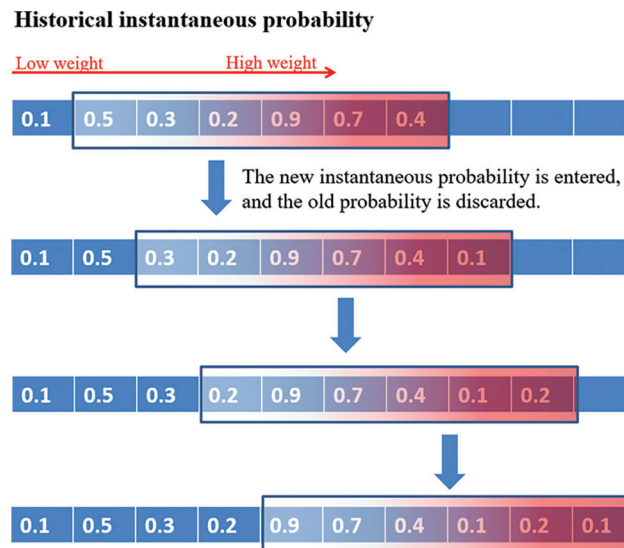 Historical instantaneous probability
Low weight High weight
0.1 0.5 0.3 0.2 0.9 0.7 0.4
The new instantaneous probability is entered,
and the old probability is discarded.
0.1 0.5 0.3 0.2 0.9 0.7 0.4 0.1
0.1 0.5 0.3 0.2 0.9 0.7 0.4 0.1 0.2
0.1 0.5 0.3 0.2 0.9 0.7 0.4 0.1 0.2 0.1